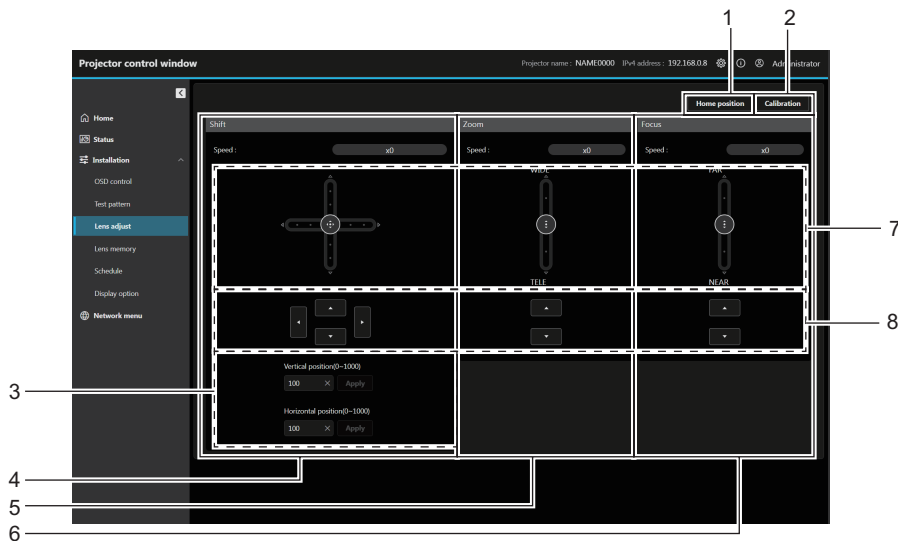 1 2
Projector control window Projector name : NAME0000 IPv4 address : 192.168.0.8 Administrator
Home position Calibration
Home
Status
Installation
OSD control
Test pattern
Lens adjust
Lens memory
Schedule
Display option
Network menu
Shift Zoom Focus
Speed : x0 Speed : x0 Speed : x0
WIDE FAR
7
TELE NEAR
8
Vertical position(0~1000)
100 Apply
3
Horizontal position(0~1000)
100 Apply
4
5
6